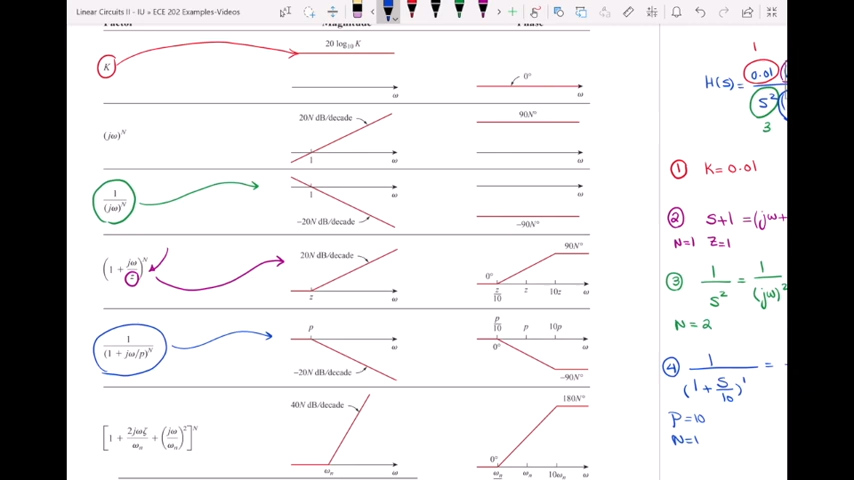 Linear Circuits II - IU » ECE 202 Examples-Videos
Factor Magnitude Phase
K 20 log₁₀ K ω 0° ω
(jω)^N 20N dB/decade 1 ω 90N° ω
1/(jω)^N 1 ω −20N dB/decade ω −90N°
(1 + jω/z)^N 20N dB/decade z ω 0° 90N° z/10 z 10z ω
1/(1 + jω/p)^N p ω −20N dB/decade p/10 p 10p 0° ω −90N°
[1 + 2jωζ/ωₙ + (jω/ωₙ)²]^N 40N dB/decade ωₙ ω 0° 180N° ωₙ ωₙ 10ωₙ ω
1
H(s) = 0.01
s²
3
① K = 0.01
② s+1 = (jω+
N=1 Z=1
③ 1/s² = 1/(jω)²
N = 2
④ 1/(1 + s/10)^1 =
P=10
N=1